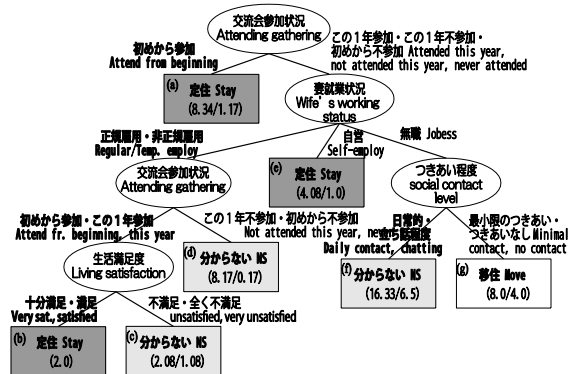 交流会参加状況
Attending gathering
初めから参加
Attend from beginning
この１年参加・この１年不参加・
初めから不参加 Attended this year,
not attended this year, never attended
(a) 定住 Stay
(8.34/1.17)
妻就業状況
Wife's working
status
正規雇用・非正規雇用
Regular/Temp. employ
自営
Self-employ
無職 Jobess
交流会参加状況
Attending gathering
(e) 定住 Stay
(4.08/1.0)
つきあい程度
social contact
level
初めから参加・この１年参加
Attend fr. beginning, this year
この１年不参加・初めから不参加
Not attended this year, never
日常的・
立ち話程度
Daily contact, chatting
最小限のつきあい・
つきあいなし Minimal
contact, no contact
生活満足度
Living satisfaction
(d) 分からない NS
(8.17/0.17)
(f) 分からない NS
(16.33/6.5)
(g) 移住 Move
(8.0/4.0)
十分満足・満足
Very sat., satisfied
不満足・全く不満足
unsatisfied, very unsatisfied
(b) 定住 Stay
(2.0)
(c) 分からない NS
(2.08/1.08)